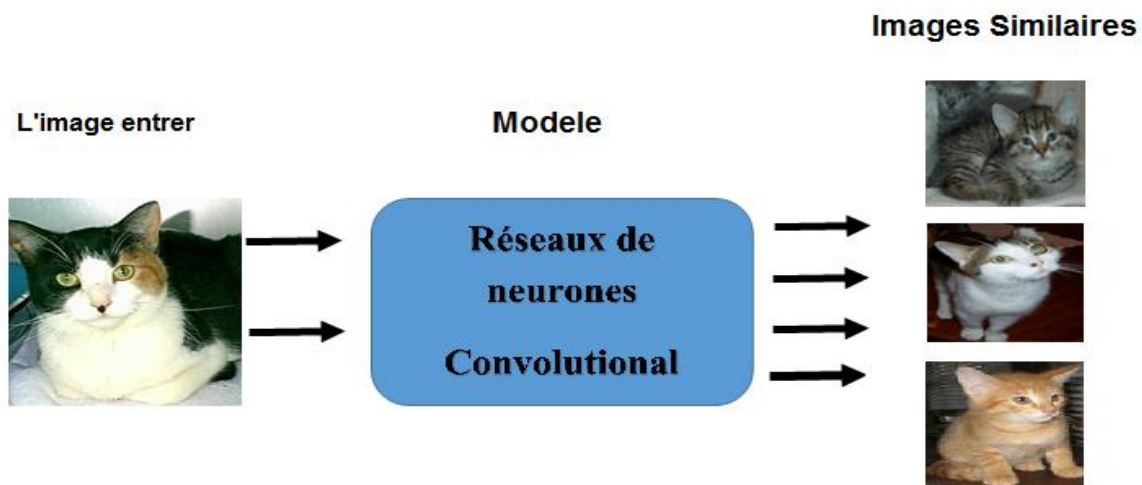 Images Similaires
L'image entrer
Modele
Réseaux de
neurones
Convolutional